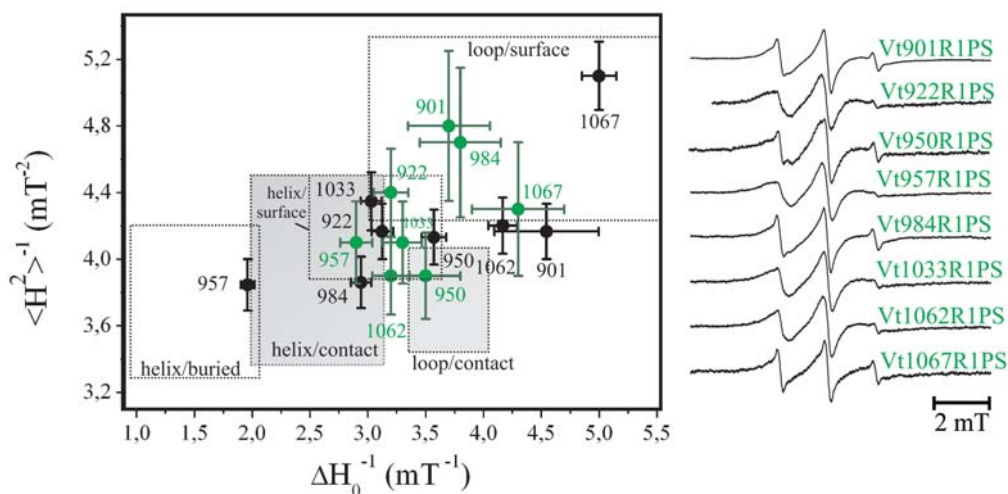 5,2
4,8
4,4
4,0
3,6
3,2
<H²>⁻¹ (mT⁻²)
loop/surface
1067
901
984
922
1033
helix/
surface
922
1033
1067
957
950
1062
901
957
984
1062
950
helix/buried
helix/contact
loop/contact
1,0 1,5 2,0 2,5 3,0 3,5 4,0 4,5 5,0 5,5
ΔH₀⁻¹ (mT⁻¹)
Vt901R1PS
Vt922R1PS
Vt950R1PS
Vt957R1PS
Vt984R1PS
Vt1033R1PS
Vt1062R1PS
Vt1067R1PS
2 mT